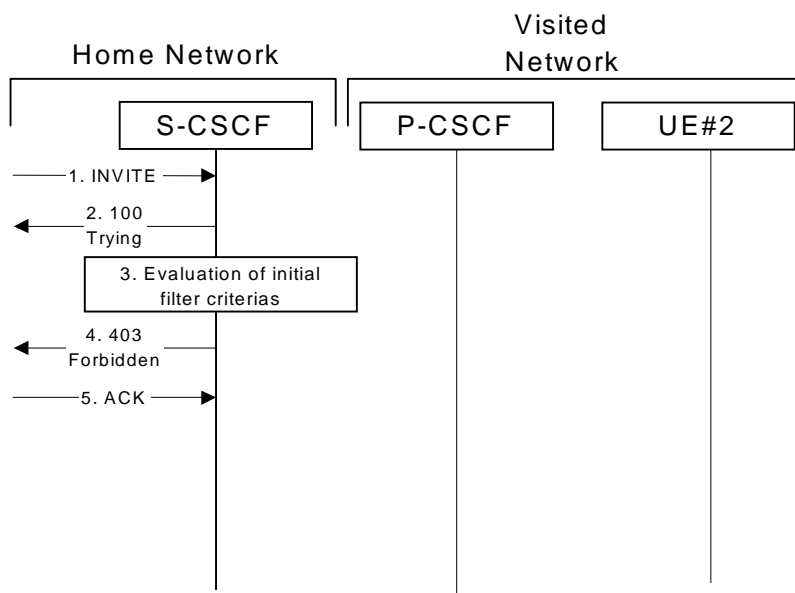 Home Network
Visited
Network
S-CSCF
P-CSCF
UE#2
1. INVITE
2. 100
Trying
3. Evaluation of initial
filter criterias
4. 403
Forbidden
5. ACK